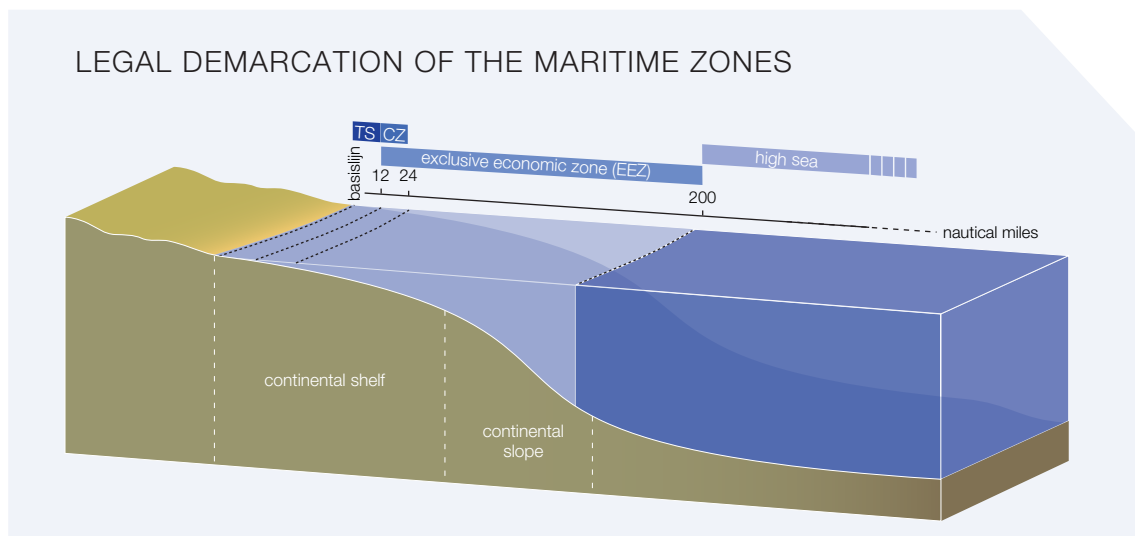 LEGAL DEMARCATION OF THE MARITIME ZONES
TS CZ
exclusive economic zone (EEZ)
high sea
basislijn
12 24
200
nautical miles
continental shelf
continental
slope